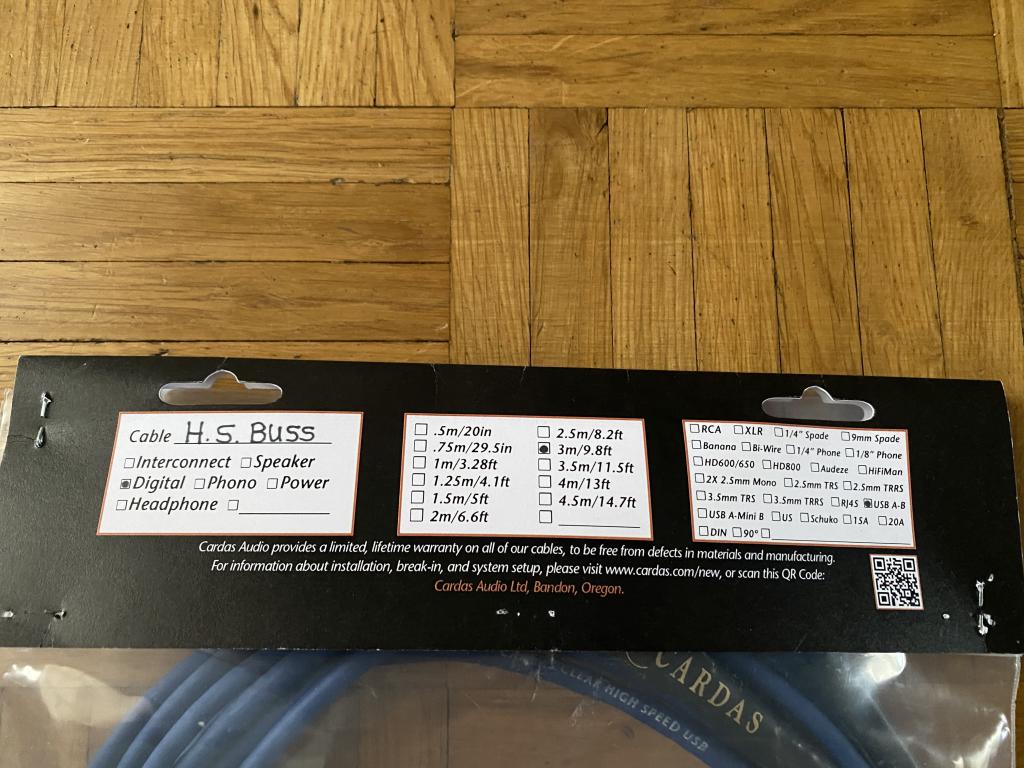 Cable H.S. BUSS
Interconnect Speaker
Digital Phono Power
Headphone
.5m/20in
.75m/29.5in
1m/3.28ft
1.25m/4.1ft
1.5m/5ft
2m/6.6ft
2.5m/8.2ft
3m/9.8ft
3.5m/11.5ft
4m/13ft
4.5m/14.7ft
RCA XLR 1/4" Spade 9mm Spade
Banana Bi-Wire 1/4" Phone 1/8" Phone
HD600/650 HD800 Audeze HiFiMan
2X 2.5mm Mono 2.5mm TRS 2.5mm TRRS
3.5mm TRS 3.5mm TRRS RJ45 USB A-B
USB A-Mini B US Schuko 15A 20A
DIN 90°
Cardas Audio provides a limited, lifetime warranty on all of our cables, to be free from defects in materials and manufacturing.
For information about installation, break-in, and system setup, please visit www.cardas.com/new, or scan this QR Code:
Cardas Audio Ltd, Bandon, Oregon.
CARDAS
CLEAR HIGH SPEED USB